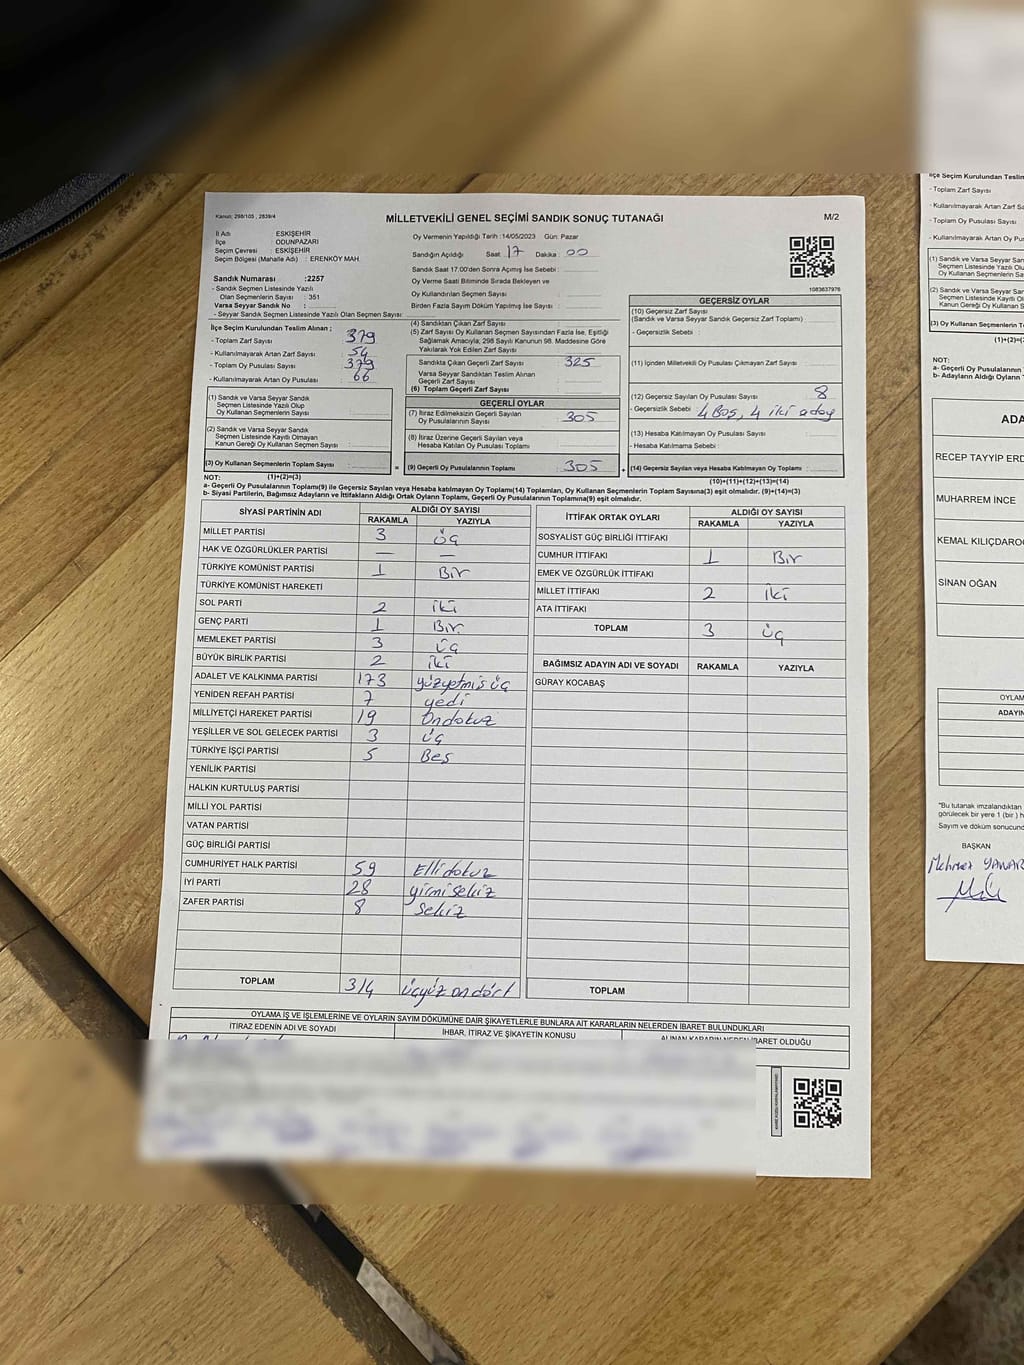 Kanun: 298/105 , 2839/4
MİLLETVEKİLİ GENEL SEÇİMİ SANDIK SONUÇ TUTANAĞI
M/2
İl Adı : ESKİŞEHİR
İlçe : ODUNPAZARI
Seçim Çevresi : ESKİŞEHİR
Seçim Bölgesi (Mahalle Adı) : ERENKÖY MAH.
Sandık Numarası :2257
- Sandık Seçmen Listesinde Yazılı
Olan Seçmenlerin Sayısı : 351
Varsa Seyyar Sandık No :
- Seyyar Sandık Seçmen Listesinde Yazılı Olan Seçmen Sayısı:
Oy Vermenin Yapıldığı Tarih :14/05/2023 Gün: Pazar
Sandığın Açıldığı Saat 17 Dakika 00
Sandık Saat 17.00'den Sonra Açımış İse Sebebi :
Oy Verme Saati Bitiminde Sırada Bekleyen ve
Oy Kullandırılan Seçmen Sayısı :
Birden Fazla Sayım Döküm Yapılmış İse Sayısı :
1083637976
İlçe Seçim Kurulundan Teslim Alınan ;
- Toplam Zarf Sayısı : 379
- Kullanılmayarak Artan Zarf Sayısı : 54
- Toplam Oy Pusulası Sayısı : 379
- Kullanılmayarak Artan Oy Pusulası : 66
(1) Sandık ve Varsa Seyyar Sandık
Seçmen Listesinde Yazılı Olup
Oy Kullanan Seçmenlerin Sayısı :
(2) Sandık ve Varsa Seyyar Sandık
Seçmen Listesinde Kayıtlı Olmayan
Kanun Gereği Oy Kullanan Seçmen Sayısı :
(3) Oy Kullanan Seçmenlerin Toplam Sayısı :
(1)+(2)=(3)
(4) Sandıktan Çıkan Zarf Sayısı
(5) Zarf Sayısı Oy Kullanan Seçmen Sayısından Fazla İse, Eşitliği
Sağlamak Amacıyla; 298 Sayılı Kanunun 98. Maddesine Göre
Yakılarak Yok Edilen Zarf Sayısı
Sandıkta Çıkan Geçerli Zarf Sayısı : 325
Varsa Seyyar Sandıktan Teslim Alınan
Geçerli Zarf Sayısı :
(6) Toplam Geçerli Zarf Sayısı
GEÇERLİ OYLAR
(7) İtiraz Edilmeksizin Geçerli Sayılan
Oy Pusulalarının Sayısı : 305
(8) İtiraz Üzerine Geçerli Sayılan veya
Hesaba Katılan Oy Pusulalarının Toplamı :
= (9) Geçerli Oy Pusulalarının Toplamı : 305 +
GEÇERSİZ OYLAR
(10) Geçersiz Zarf Sayısı
(Sandık ve Varsa Seyyar Sandık Geçersiz Zarf Toplamı) :
- Geçersizlik Sebebi :
(11) İçinden Milletvekili Oy Pusulası Çıkmayan Zarf Sayısı :
(12) Geçersiz Sayılan Oy Pusulası Sayısı : 8
- Geçersizlik Sebebi : 4 Boş, 4 iki aday
(13) Hesaba Katılmayan Oy Pusulası Sayısı :
- Hesaba Katılmama Sebebi :
(14) Geçersiz Sayılan veya Hesaba Katılmayan Oy Toplamı :
(10)+(11)+(12)+(13)=(14)
NOT:
a- Geçerli Oy Pusulalarının Toplamı(9) ile Geçersiz Sayılan veya Hesaba katılmayan Oy Toplamı(14) Toplamları, Oy Kullanan Seçmenlerin Toplam Sayısına(3) eşit olmalıdır. (9)+(14)=(3)
b- Siyasi Partilerin, Bağımsız Adayların ve İttifakların Aldığı Ortak Oyların Toplamı, Geçerli Oy Pusulalarının Toplamına(9) eşit olmalıdır.
SİYASİ PARTİNİN ADI ALDIĞI OY SAYISI
RAKAMLA YAZIYLA
MİLLET PARTİSİ 3 üç
HAK VE ÖZGÜRLÜKLER PARTİSİ — —
TÜRKİYE KOMÜNİST PARTİSİ 1 Bir
TÜRKİYE KOMÜNİST HAREKETİ
SOL PARTİ 2 iki
GENÇ PARTİ 1 Bir
MEMLEKET PARTİSİ 3 üç
BÜYÜK BİRLİK PARTİSİ 2 iki
ADALET VE KALKINMA PARTİSİ 173 yüzyetmiş üç
YENİDEN REFAH PARTİSİ 7 yedi
MİLLİYETÇİ HAREKET PARTİSİ 19 Ondokuz
YEŞİLLER VE SOL GELECEK PARTİSİ 3 üç
TÜRKİYE İŞÇİ PARTİSİ 5 Beş
YENİLİK PARTİSİ
HALKIN KURTULUŞ PARTİSİ
MİLLİ YOL PARTİSİ
VATAN PARTİSİ
GÜÇ BİRLİĞİ PARTİSİ
CUMHURİYET HALK PARTİSİ 59 Ellidokuz
İYİ PARTİ 28 yirmisekiz
ZAFER PARTİSİ 8 Sekiz
TOPLAM 314 üçyüz ondört
İTTİFAK ORTAK OYLARI ALDIĞI OY SAYISI
RAKAMLA YAZIYLA
SOSYALİST GÜÇ BİRLİĞİ İTTİFAKI
CUMHUR İTTİFAKI 1 Bir
EMEK VE ÖZGÜRLÜK İTTİFAKI
MİLLET İTTİFAKI 2 iki
ATA İTTİFAKI
TOPLAM 3 üç
BAĞIMSIZ ADAYIN ADI VE SOYADI RAKAMLA YAZIYLA
GÜRAY KOCABAŞ
TOPLAM
OYLAMA İŞ VE İŞLEMLERİNE VE OYLARIN SAYIM DÖKÜMÜNE DAİR ŞİKAYETLERLE BUNLARA AİT KARARLARIN NELERDEN İBARET BULUNDUKLARI
İTİRAZ EDENİN ADI VE SOYADI İHBAR, İTİRAZ VE ŞİKAYETİN KONUSU ALINAN KARARIN NEDEN İBARET OLDUĞU
İlçe Seçim Kurulundan Teslim
- Toplam Zarf Sayısı
- Kullanılmayarak Artan Zarf Sa
- Toplam Oy Pusulası Sayısı
- Kullanılmayarak Artan Oy Pus
(1) Sandık ve Varsa Seyyar San
Seçmen Listesinde Yazılı Olup
Oy Kullanan Seçmenlerin Sayı
(2) Sandık ve Varsa Seyyar San
Seçmen Listesinde Kayıtlı Ol
Kanun Gereği Oy Kullanan S
(3) Oy Kullanan Seçmenlerin T
(1)+(2)=(
NOT:
a- Geçerli Oy Pusulalarının
b- Adayların Aldığı Oyların
ADA
RECEP TAYYİP ERD
MUHARREM İNCE
KEMAL KILIÇDARO
SİNAN OĞAN
OYLAM
ADAYIN
"Bu tutanak imzalandıktan
görülecek bir yere 1 (bir ) h
Sayım ve döküm sonucund
BAŞKAN
Mehmet